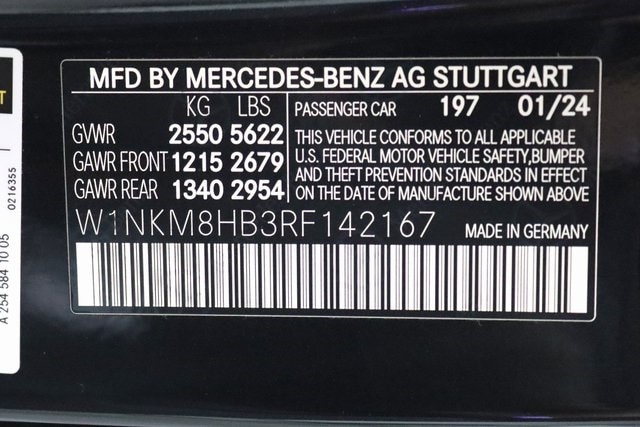 MFD BY MERCEDES-BENZ AG STUTTGART
KG LBS PASSENGER CAR 197 01/24
GVWR 2550 5622
GAWR FRONT 1215 2679
GAWR REAR 1340 2954
THIS VEHICLE CONFORMS TO ALL APPLICABLE
U.S. FEDERAL MOTOR VEHICLE SAFETY,BUMPER
AND THEFT PREVENTION STANDARDS IN EFFECT
ON THE DATE OF MANUFACTURE SHOWN ABOVE
W1NKM8HB3RF142167 MADE IN GERMANY
0216355
A 254 584 10 05